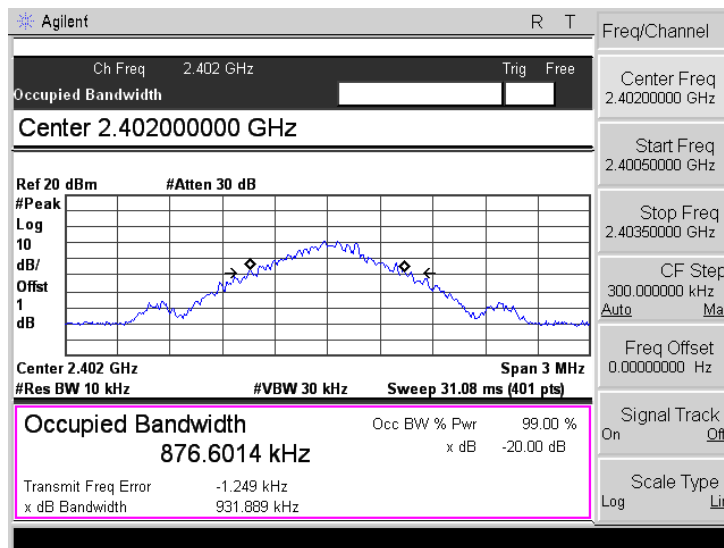 Agilent R T
Ch Freq 2.402 GHz Trig Free
Occupied Bandwidth
Center 2.402000000 GHz
Ref 20 dBm #Atten 30 dB
#Peak
Log
10
dB/
Offst
1
dB
Center 2.402 GHz Span 3 MHz
#Res BW 10 kHz #VBW 30 kHz Sweep 31.08 ms (401 pts)
Occupied Bandwidth Occ BW % Pwr 99.00 %
876.6014 kHz x dB -20.00 dB
Transmit Freq Error -1.249 kHz
x dB Bandwidth 931.889 kHz
Freq/Channel
Center Freq
2.40200000 GHz
Start Freq
2.40050000 GHz
Stop Freq
2.40350000 GHz
CF Step
300.000000 kHz
Auto Ma
Freq Offset
0.00000000 Hz
Signal Track
On Off
Scale Type
Log Lin